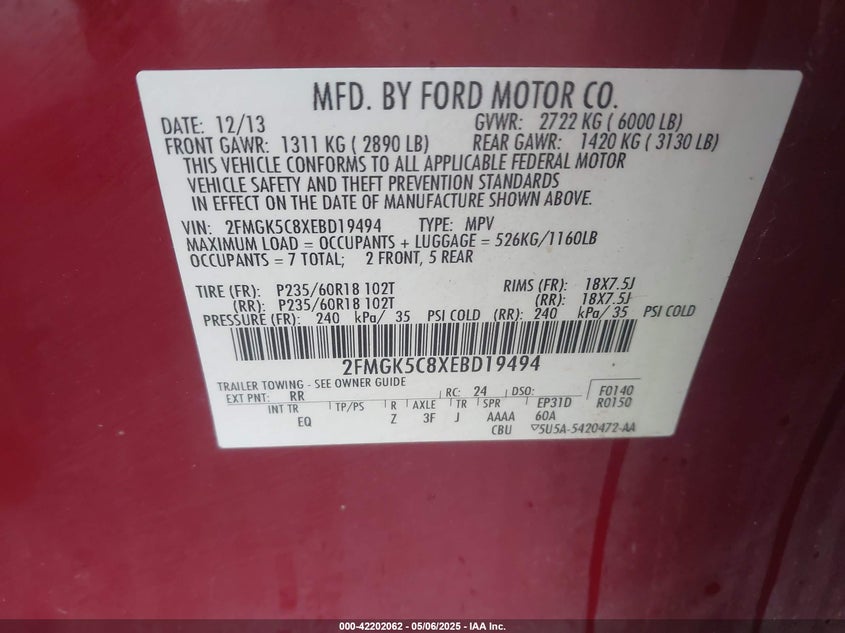 MFD. BY FORD MOTOR CO.
DATE: 12/13 GVWR: 2722 KG ( 6000 LB)
FRONT GAWR: 1311 KG ( 2890 LB) REAR GAWR: 1420 KG ( 3130 LB)
THIS VEHICLE CONFORMS TO ALL APPLICABLE FEDERAL MOTOR
VEHICLE SAFETY AND THEFT PREVENTION STANDARDS
IN EFFECT ON THE DATE OF MANUFACTURE SHOWN ABOVE.
VIN: 2FMGK5C8XEBD19494 TYPE: MPV
MAXIMUM LOAD = OCCUPANTS + LUGGAGE = 526KG/1160LB
OCCUPANTS = 7 TOTAL; 2 FRONT, 5 REAR
TIRE (FR): P235/60R18 102T RIMS (FR): 18X7.5J
(RR): P235/60R18 102T (RR): 18X7.5J
PRESSURE (FR): 240 kPa/ 35 PSI COLD (RR): 240 kPa/ 35 PSI COLD
2FMGK5C8XEBD19494
TRAILER TOWING - SEE OWNER GUIDE
EXT PNT: RR RC: 24 DSO: F0140
INT TR TP/PS R AXLE TR SPR EP31D R0150
EQ Z 3F J AAAA 60A
CBU 5U5A-5420472-AA
000-42202062 - 05/06/2025 - IAA Inc.